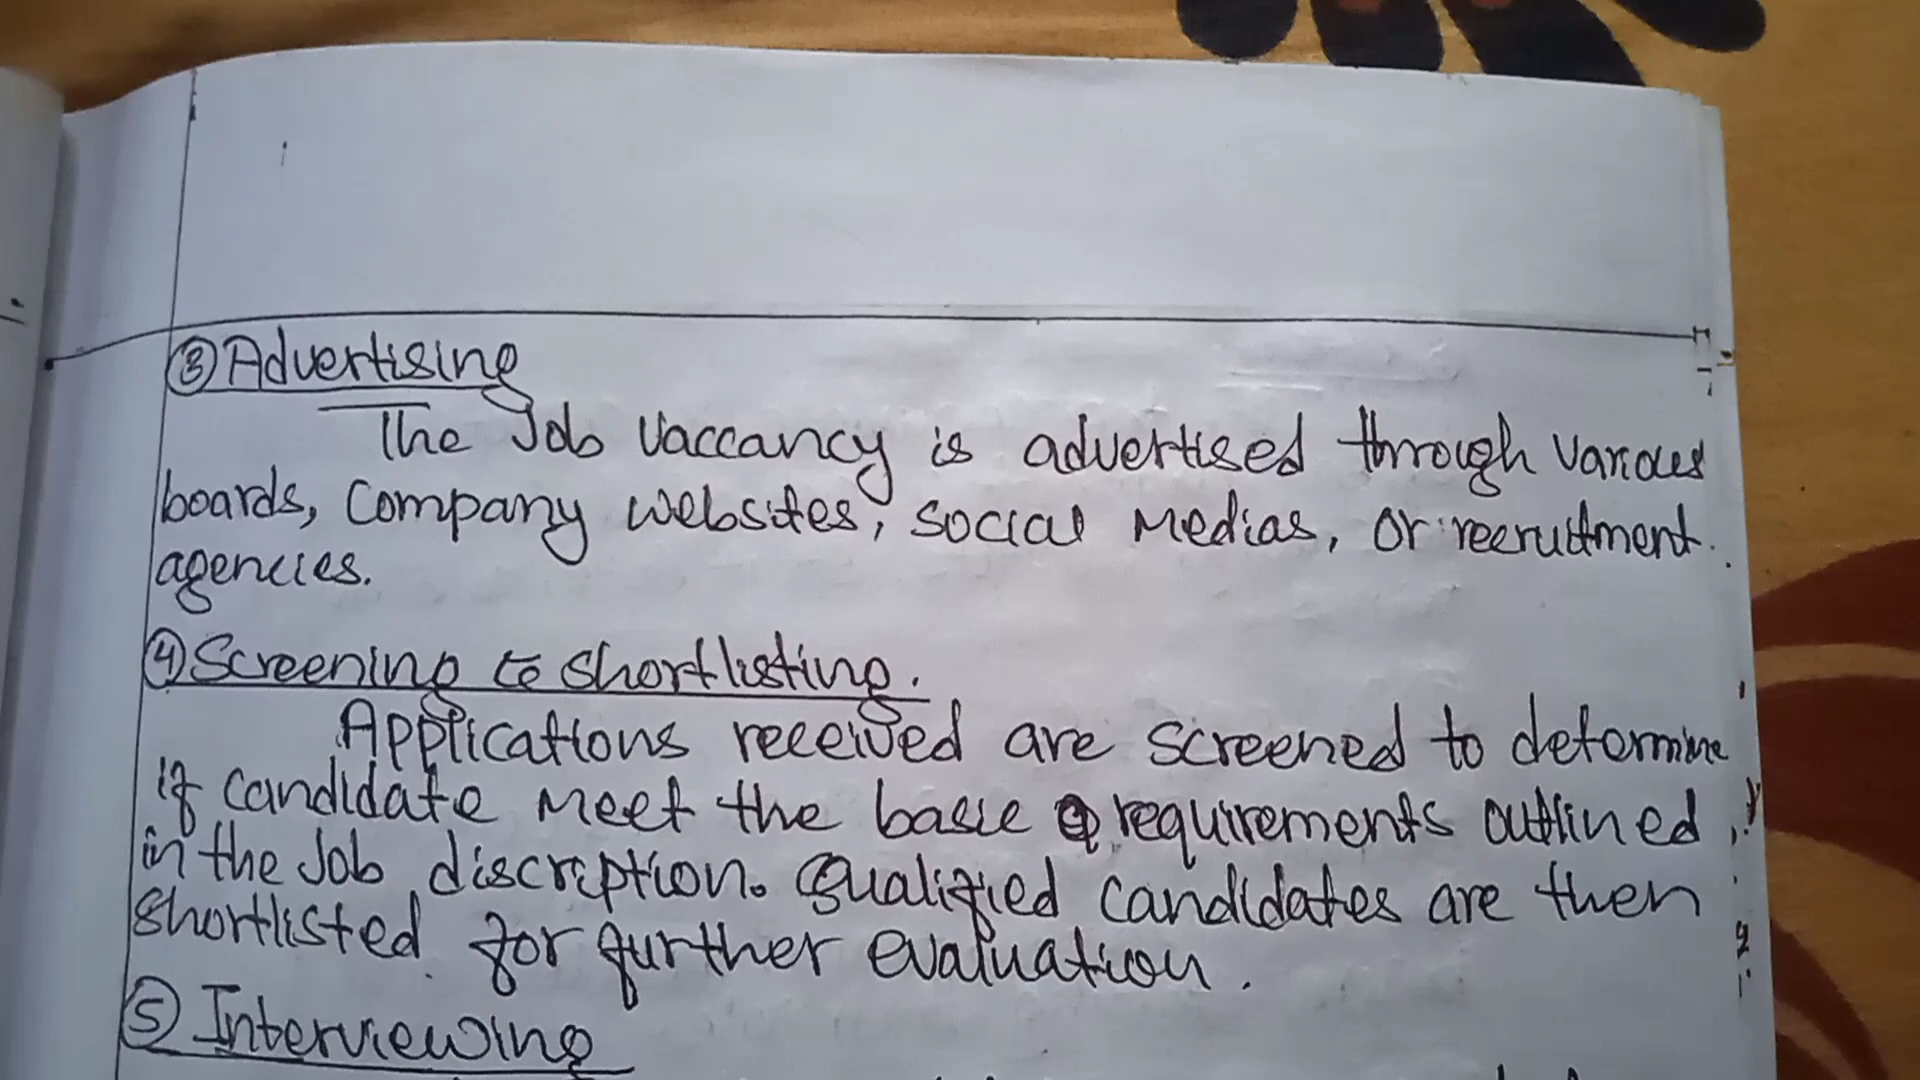 ③ Advertising
The Job Vaccancy is advertised through various
boards, Company websites, social Medias, or recruitment
agencies.
④ Screening to shortlisting.
Applications received are screened to determine
if candidate meet the basic requirements outlined
in the Job discription. Qualified candidates are then
shortlisted for further evaluation.
⑤ Interviewing